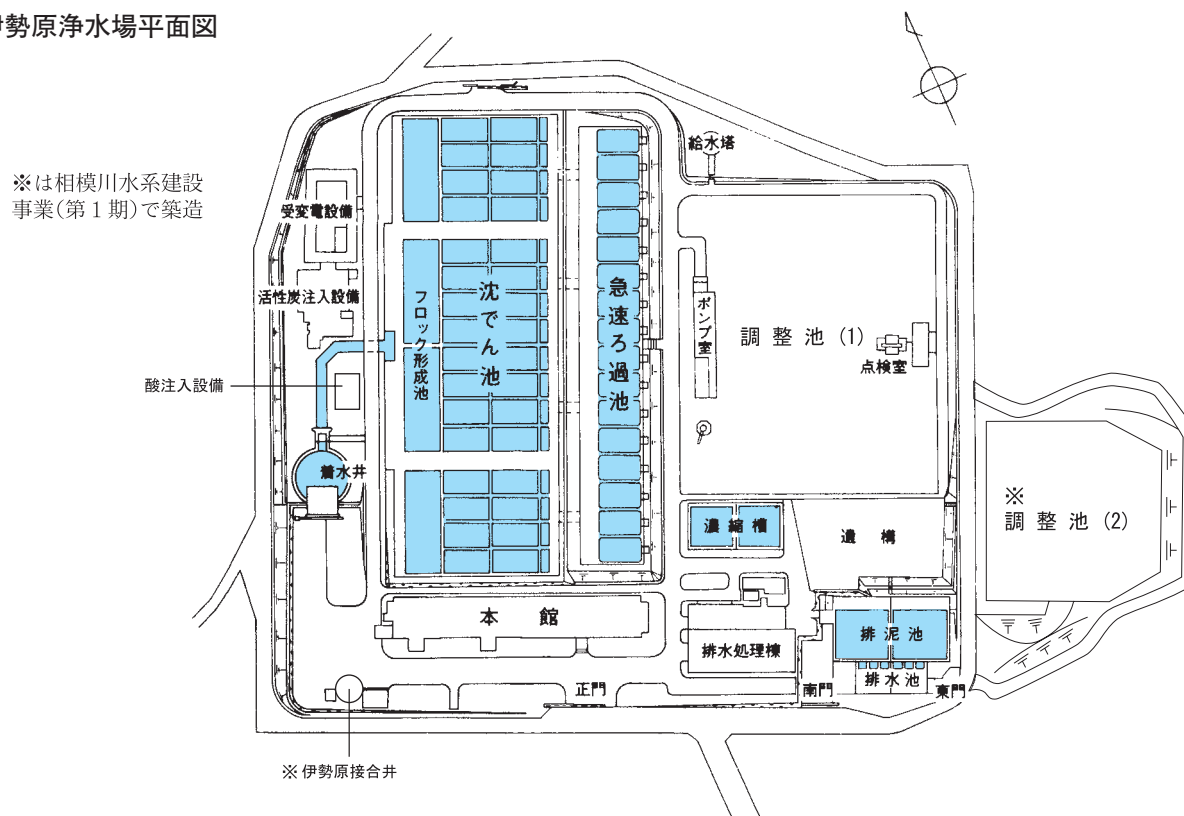 伊勢原浄水場平面図
※は相模川水系建設
事業(第1期)で築造
給水塔
受変電設備
活性炭注入設備
酸注入設備
着水井
フロック形成池
沈でん池
急速ろ過池
ポンプ室
調整池(1)
点検室
※
調整池(2)
濃縮槽
遺構
本館
排水処理棟
排泥池
排水池
正門
南門
東門
※伊勢原接合井